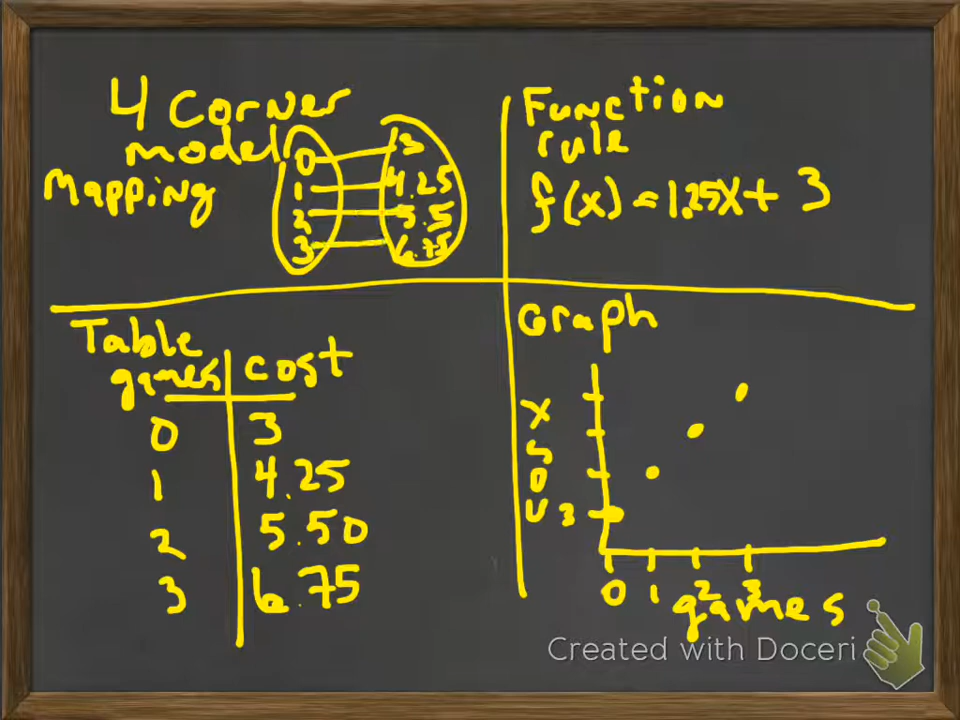 4 Corner
model
Mapping
0 3
1 4.25
2 5.5
3 6.75
Function
rule
f(x) = 1.25x + 3
Table
games cost
0 3
1 4.25
2 5.50
3 6.75
Graph
3
0 1 2 3
games
Created with Doceri